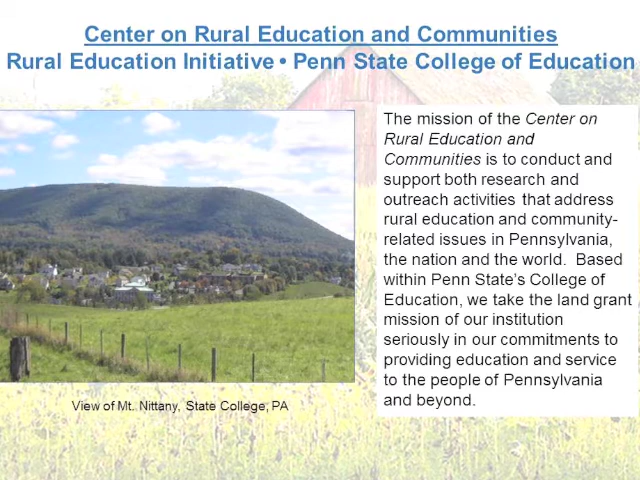 Center on Rural Education and Communities
Rural Education Initiative • Penn State College of Education
The mission of the Center on
Rural Education and
Communities is to conduct and
support both research and
outreach activities that address
rural education and community-
related issues in Pennsylvania,
the nation and the world.  Based
within Penn State’s College of
Education, we take the land grant
mission of our institution
seriously in our commitments to
providing education and service
to the people of Pennsylvania
and beyond.
View of Mt. Nittany, State College, PA